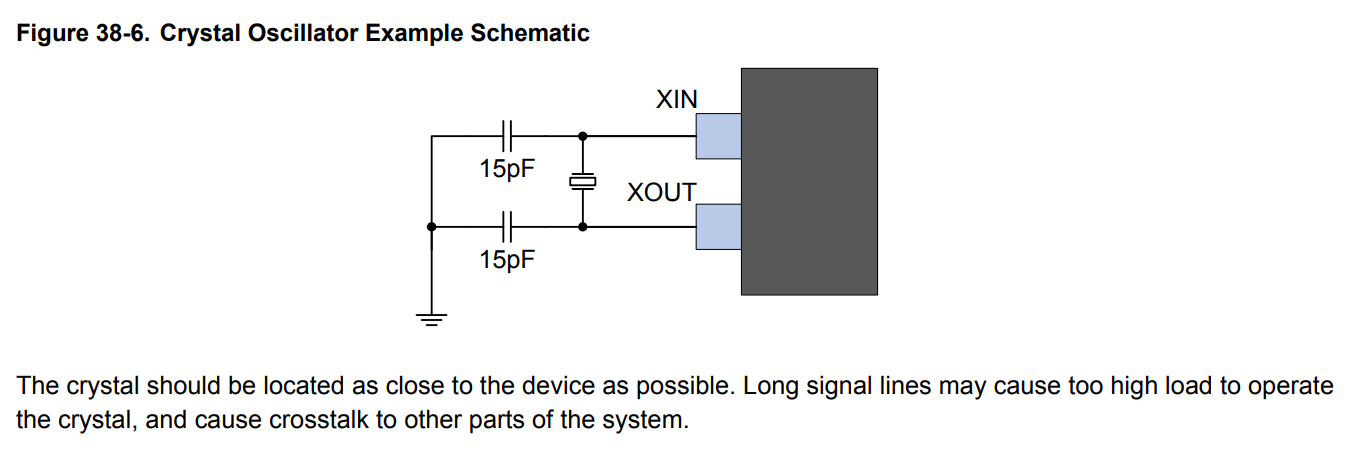 Figure 38-6. Crystal Oscillator Example Schematic
XIN
15pF
XOUT
15pF
The crystal should be located as close to the device as possible. Long signal lines may cause too high load to operate
the crystal, and cause crosstalk to other parts of the system.